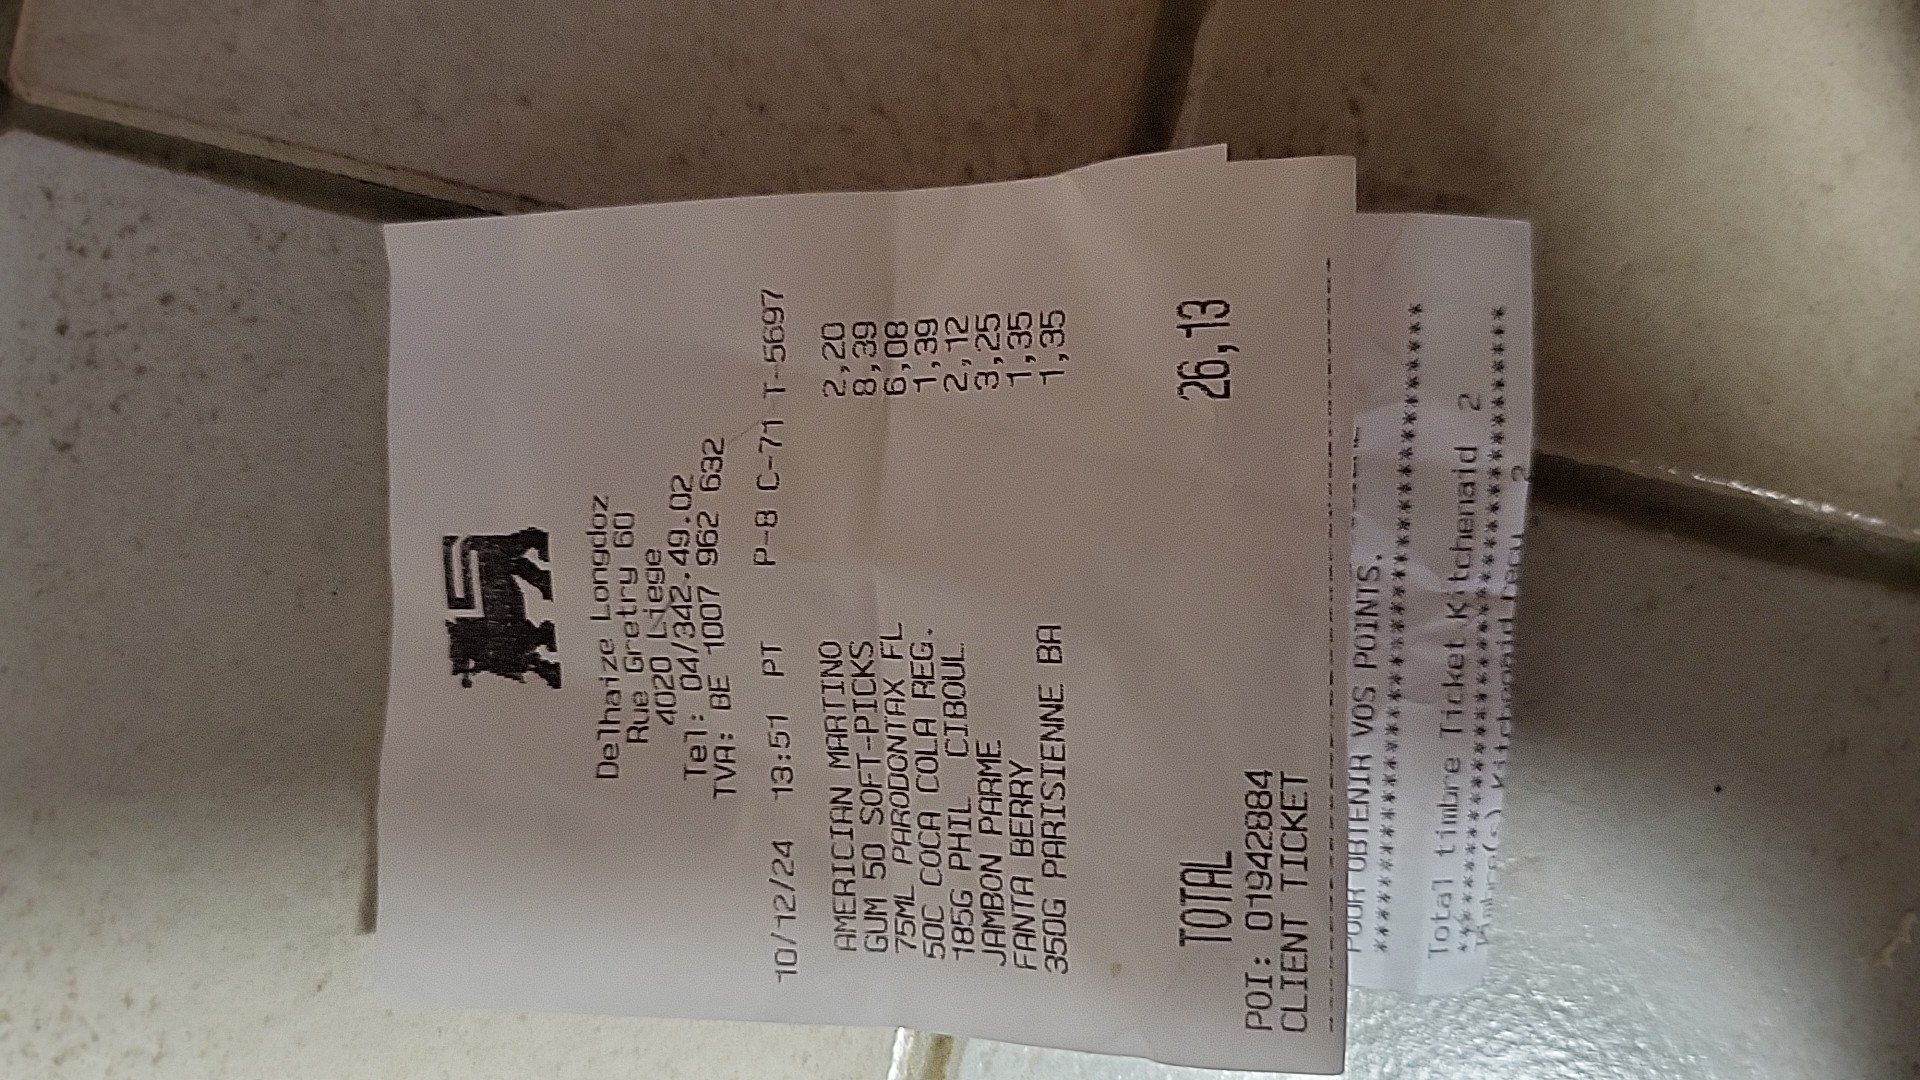 Delhaize Longdoz
Rue Gretry 60
4020 Liege
Tel: 04/342.49.02
TVA: BE 1007 962 632
10/12/24 13:51 PT P-8 C-71 T-5697
AMERICIAN MARTINO 2,20
GUM 50 SOFT-PICKS 8,39
75ML PARODONTAX FL 6,08
50C COCA COLA REG. 1,39
185G PHIL CIBOUL. 2,12
JAMBON PARME 3,25
FANTA BERRY 1,35
350G PARISIENNE BA 1,35
TOTAL 26,13
POI: 01942884
CLIENT TICKET
POUR OBTENIR VOS POINTS.
Total timbre Ticket Kitchenaid 2